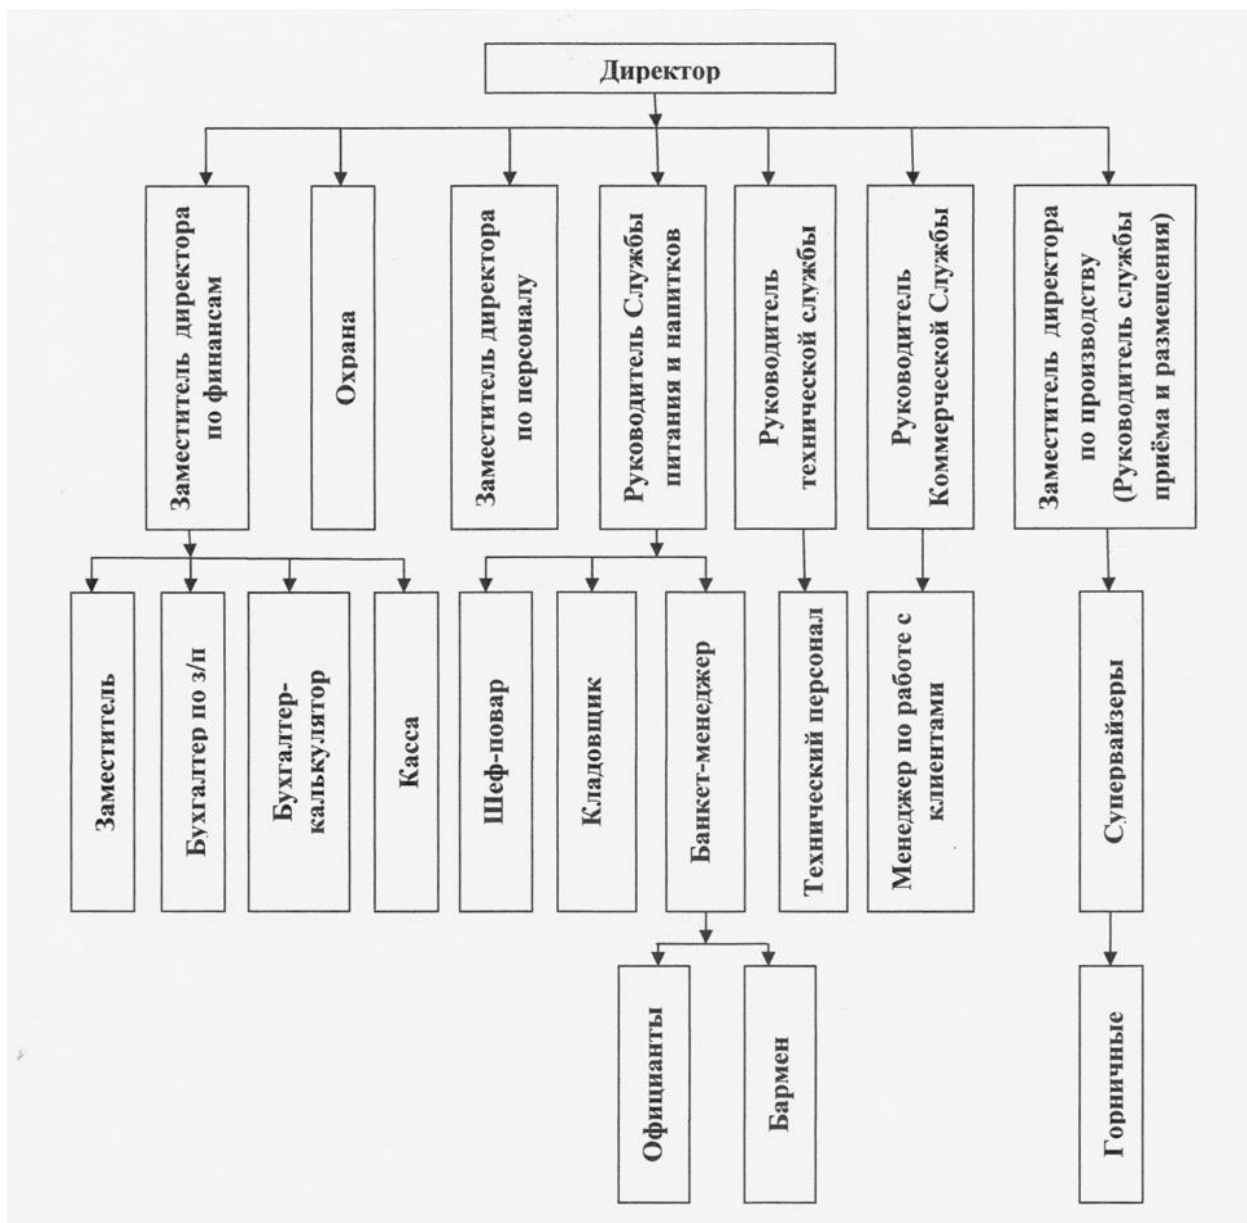 Директор
Заместитель директора
по финансам
Охрана
Заместитель директора
по персоналу
Руководитель Службы
питания и напитков
Руководитель
технической службы
Руководитель
Коммерческой Службы
Заместитель директора
по производству
(Руководитель службы
приёма и размещения)
Заместитель
Бухгалтер по з/п
Бухгалтер-
калькулятор
Касса
Шеф-повар
Кладовщик
Банкет-менеджер
Технический персонал
Менеджер по работе с
клиентами
Супервайзеры
Официанты
Бармен
Горничные